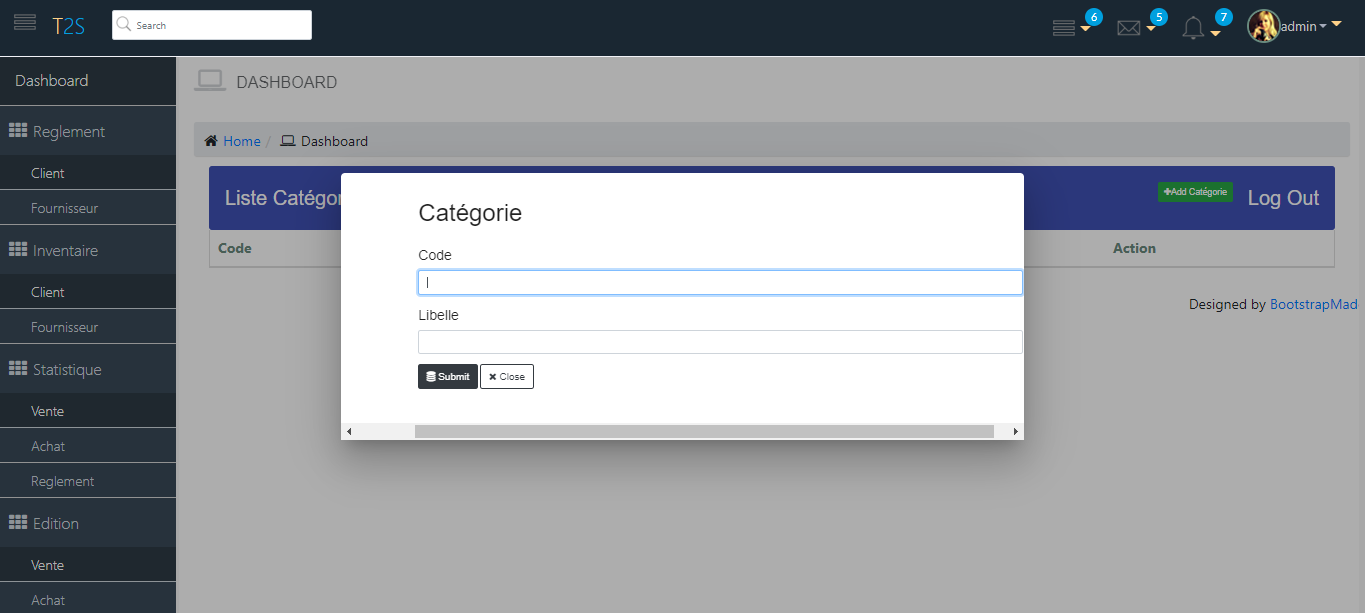 T2S
Search
6
5
7
admin
Dashboard
DASHBOARD
Reglement
Home / Dashboard
Client
Liste Catégor
Add Catégorie
Log Out
Catégorie
Fournisseur
Code
Action
Inventaire
Code
Client
Designed by BootstrapMad
Libelle
Fournisseur
Statistique
Submit
Close
Vente
Achat
Reglement
Edition
Vente
Achat